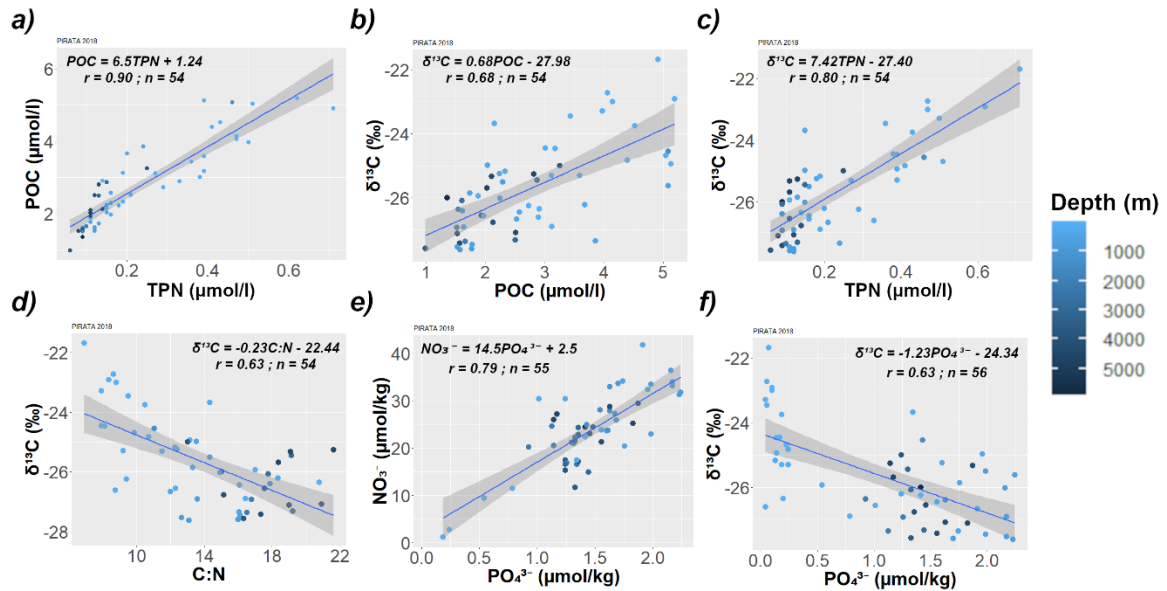 a)
PIRATA 2018
POC = 6.5TPN + 1.24
r = 0.90 ; n = 54
POC (µmol/l)
6
4
2
0.2
0.4
0.6
TPN (µmol/l)
b)
PIRATA 2018
δ¹³C = 0.68POC - 27.98
r = 0.68 ; n = 54
δ¹³C (‰)
-22
-24
-26
1
2
3
4
5
POC (µmol/l)
c)
PIRATA 2018
δ¹³C = 7.42TPN - 27.40
r = 0.80 ; n = 54
δ¹³C (‰)
-22
-24
-26
0.2
0.4
0.6
TPN (µmol/l)
Depth (m)
1000
2000
3000
4000
5000
d)
PIRATA 2018
δ¹³C = -0.23C:N - 22.44
r = 0.63 ; n = 54
δ¹³C (‰)
-22
-24
-26
-28
10
14
18
22
C:N
e)
PIRATA 2018
NO₃⁻ = 14.5PO₄³⁻ + 2.5
r = 0.79 ; n = 55
NO₃⁻ (µmol/kg)
40
30
20
10
0
0.0
0.5
1.0
1.5
2.0
PO₄³⁻ (µmol/kg)
f)
PIRATA 2018
δ¹³C = -1.23PO₄³⁻ - 24.34
r = 0.63 ; n = 56
δ¹³C (‰)
-22
-24
-26
0.0
0.5
1.0
1.5
2.0
PO₄³⁻ (µmol/kg)